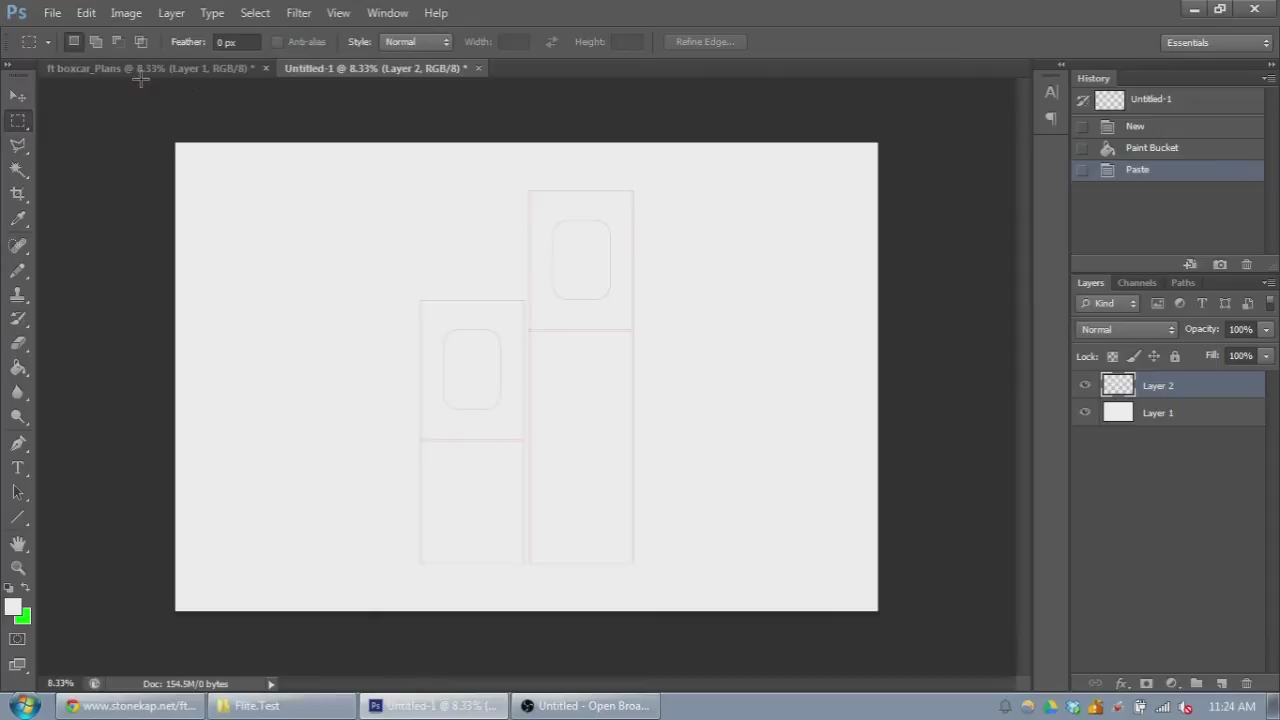 Ps File Edit Image Layer Type Select Filter View Window Help
Feather: 0 px Anti-alias Style: Normal Width: Height: Refine Edge... Essentials
ft boxcar_Plans @ 8.33% (Layer 1, RGB/8) * × Untitled-1 @ 8.33% (Layer 2, RGB/8) * ×
History
Untitled-1
New
Paint Bucket
Paste
Layers Channels Paths
Kind
Normal Opacity: 100%
Lock: Fill: 100%
Layer 2
Layer 1
8.33% Doc: 154.5M/0 bytes
www.stonekap.net/ft... Flite.Test Untitled-1 @ 8.33% (... Untitled - Open Broa... 11:24 AM